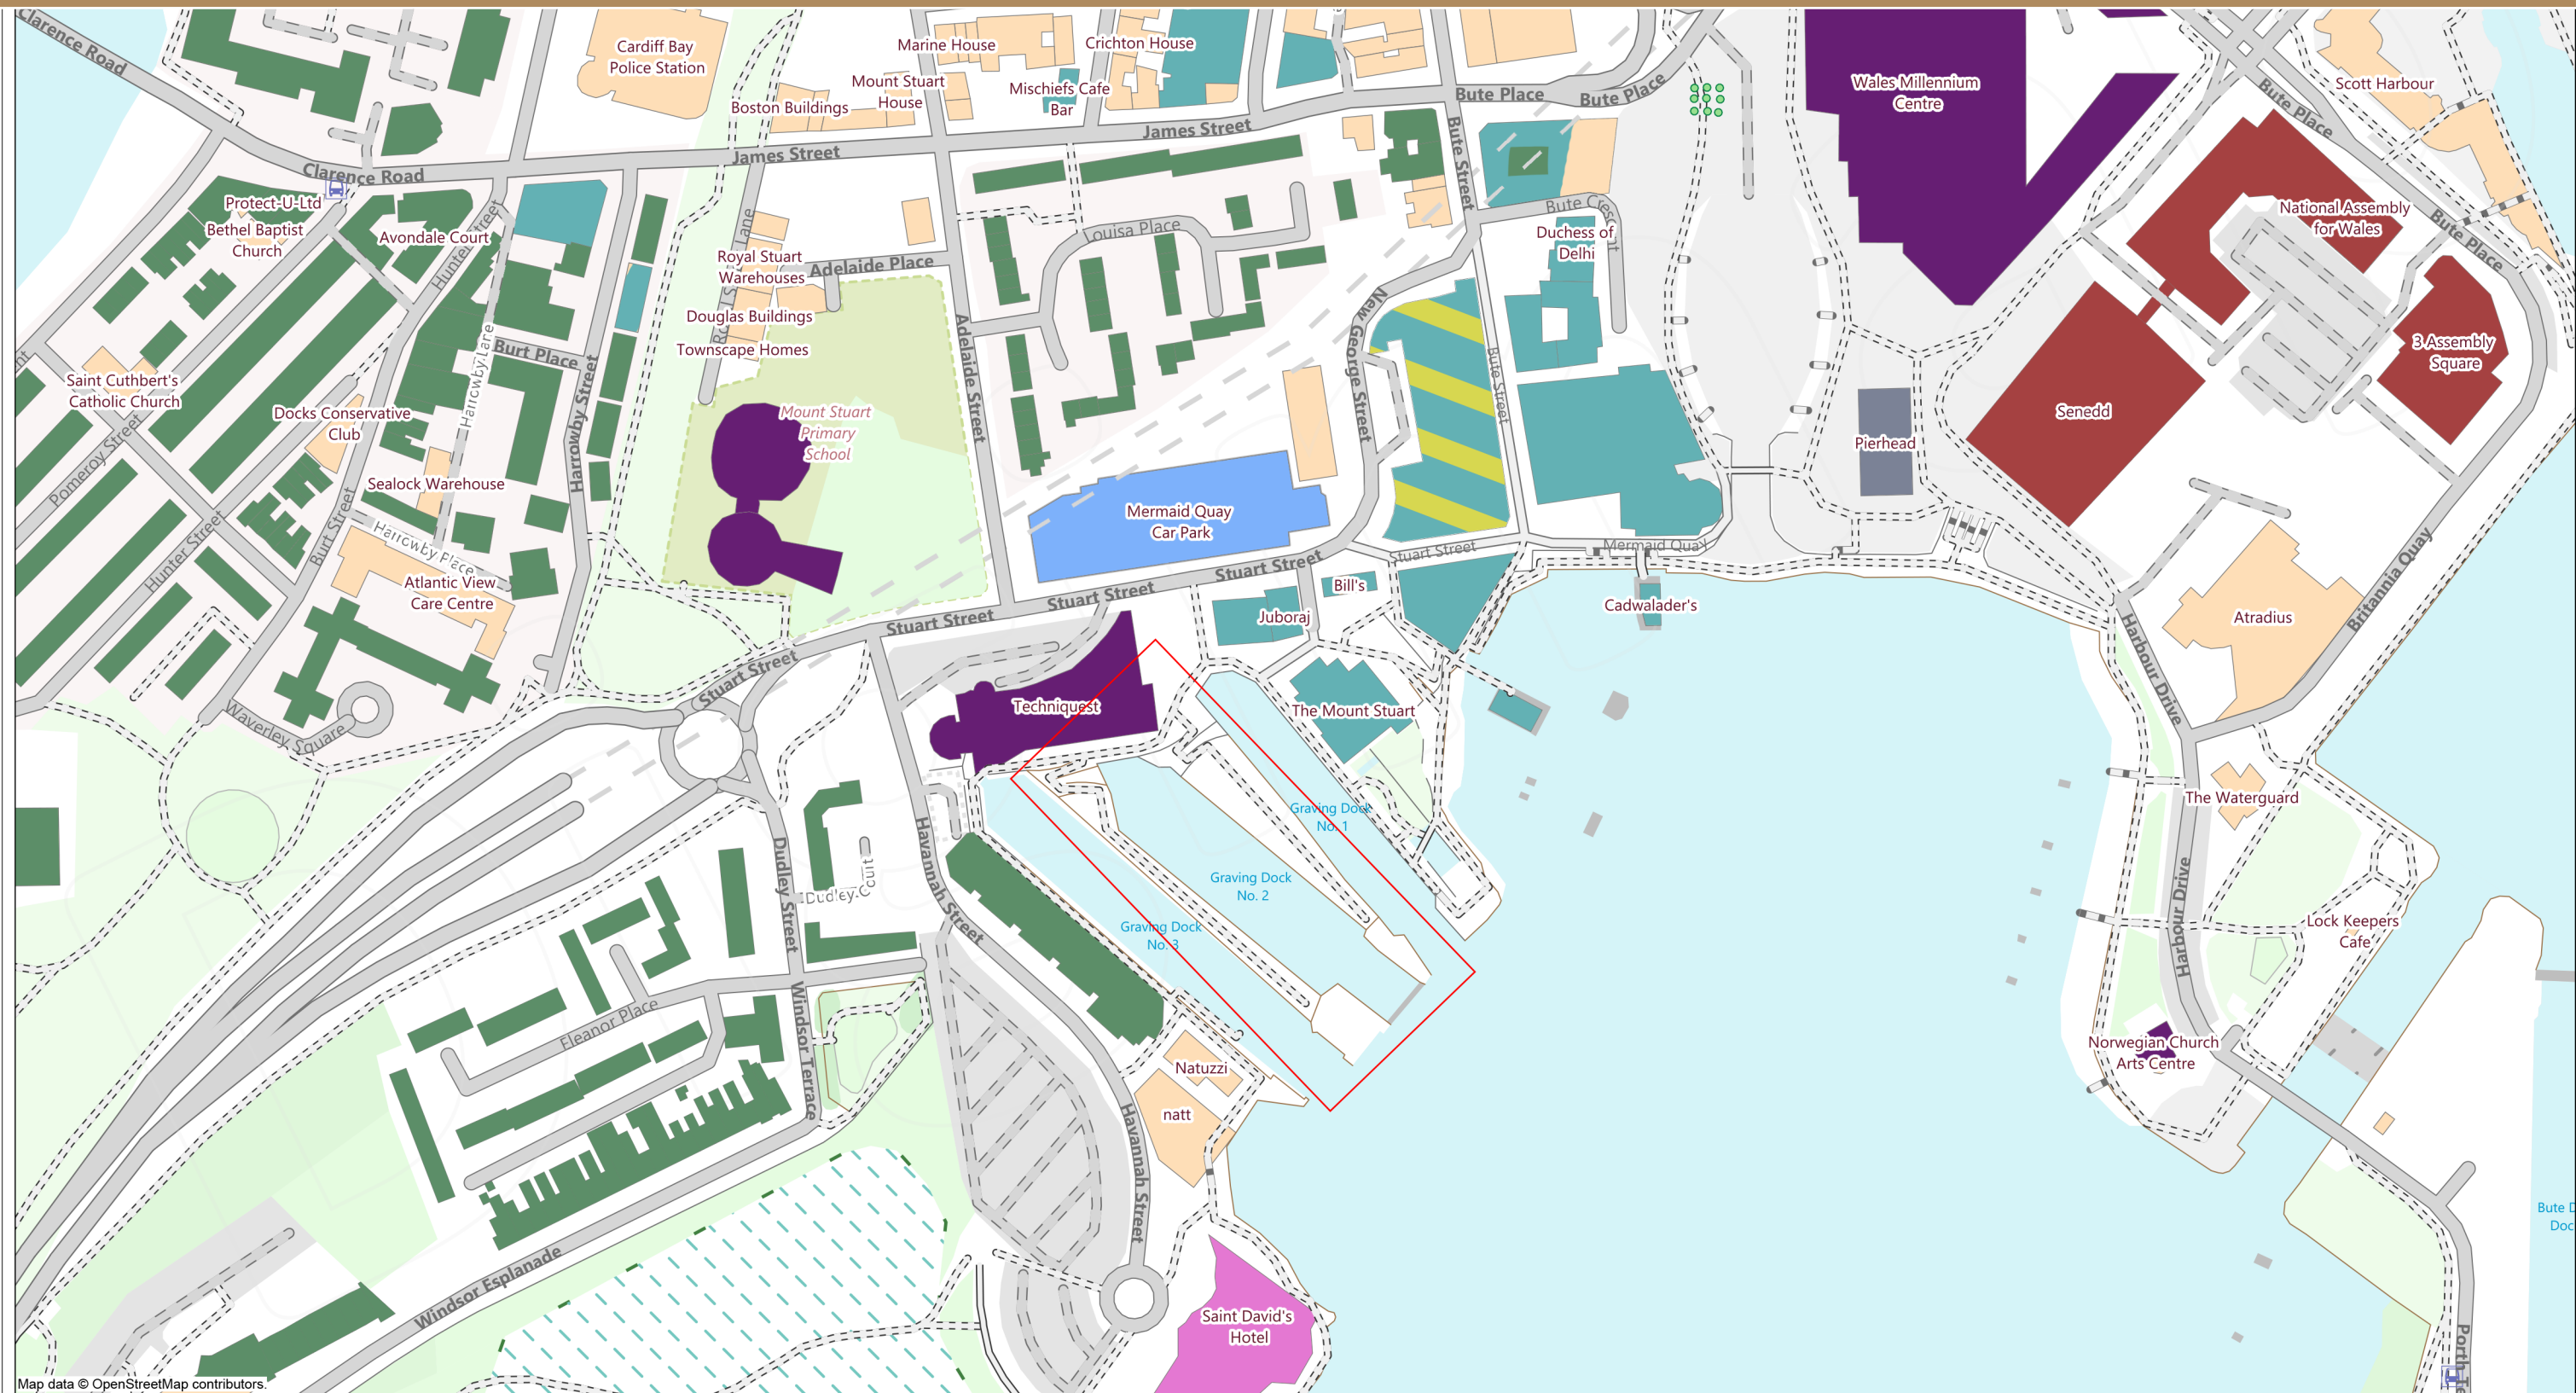 Clarence Road
Cardiff Bay
Police Station
Marine House
Crichton House
Mount Stuart
House
Mischiefs Cafe
Bar
Boston Buildings
Bute Place
Bute Place
Wales Millennium
Centre
Scott Harbour
Bute Place
James Street
James Street
Bute Street
Clarence Road
Protect-U-Ltd
Bethel Baptist
Church
Avondale Court
Hunter Street
Royal Stuart
Warehouses
Lane
Adelaide Place
Louisa Place
Bute Crescent
Duchess of
Delhi
National Assembly
for Wales
Bute Place
Douglas Buildings
Townscape Homes
Adelaide Street
New George Street
Bute Street
Burt Place
Harrowby Lane
Harrowby Street
3 Assembly
Square
Saint Cuthbert's
Catholic Church
Docks Conservative
Club
Mount Stuart
Primary
School
Senedd
Pierhead
Pomeroy Street
Sealock Warehouse
Mermaid Quay
Car Park
Burt Street
Harrowby Place
Hunter Street
Stuart Street
Stuart Street
Mermaid Quay
Britannia Quay
Atlantic View
Care Centre
Stuart Street
Stuart Street
Bill's
Juboraj
Cadwalader's
Atradius
Harbour Drive
Stuart Street
Techniquest
The Mount Stuart
Waverley Square
Graving Dock
No. 1
The Waterguard
Dudley Street
Dudley Court
Havannah Street
Graving Dock
No. 2
Graving Dock
No. 3
Harbour Drive
Lock Keepers
Cafe
Eleanor Place
Windsor Terrace
Natuzzi
natt
Norwegian Church
Arts Centre
Havannah Street
Windsor Esplanade
Saint David's
Hotel
Map data © OpenStreetMap contributors.